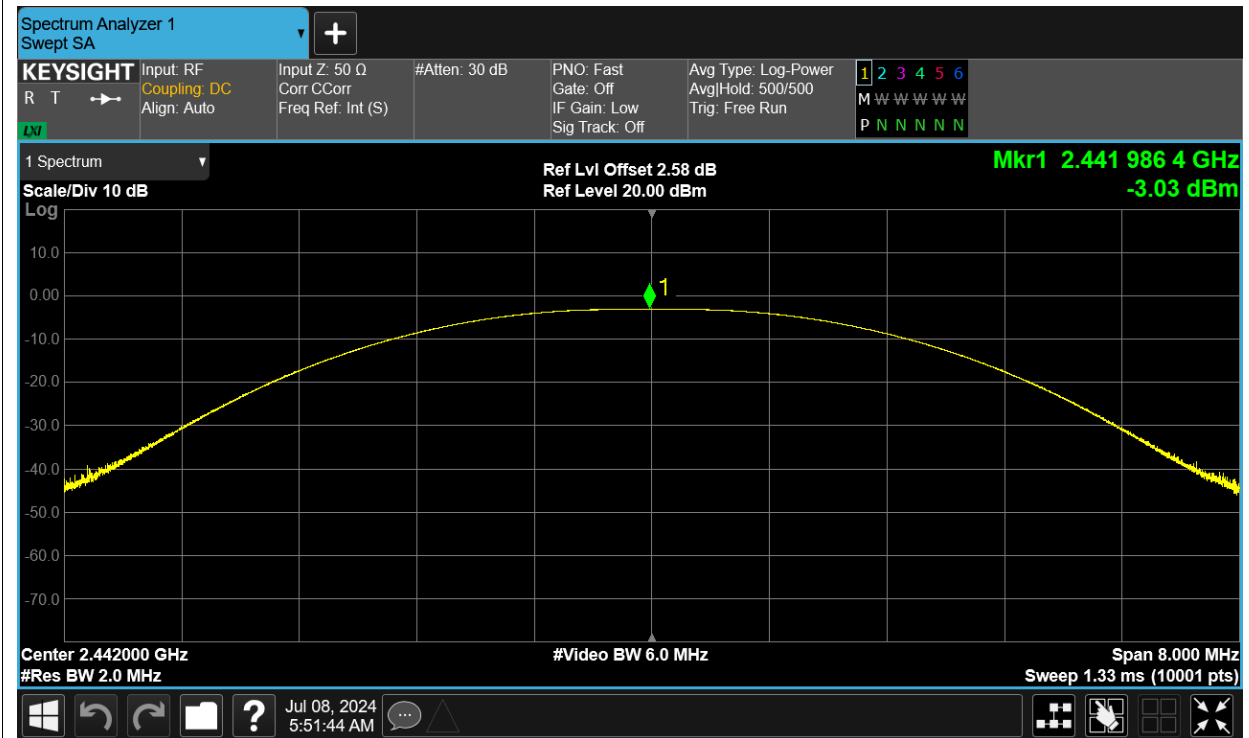 Spectrum Analyzer 1
Swept SA
KEYSIGHT
R T
LXI
Input: RF
Coupling: DC
Align: Auto
Input Z: 50 Ω
Corr CCorr
Freq Ref: Int (S)
#Atten: 30 dB
PNO: Fast
Gate: Off
IF Gain: Low
Sig Track: Off
Avg Type: Log-Power
Avg|Hold: 500/500
Trig: Free Run
1 2 3 4 5 6
M W W W W W
P N N N N N
1 Spectrum
Scale/Div 10 dB
Ref Lvl Offset 2.58 dB
Ref Level 20.00 dBm
Mkr1 2.441 986 4 GHz
-3.03 dBm
Log
10.0
0.00
-10.0
-20.0
-30.0
-40.0
-50.0
-60.0
-70.0
1
Center 2.442000 GHz
#Res BW 2.0 MHz
#Video BW 6.0 MHz
Span 8.000 MHz
Sweep 1.33 ms (10001 pts)
?
Jul 08, 2024
5:51:44 AM